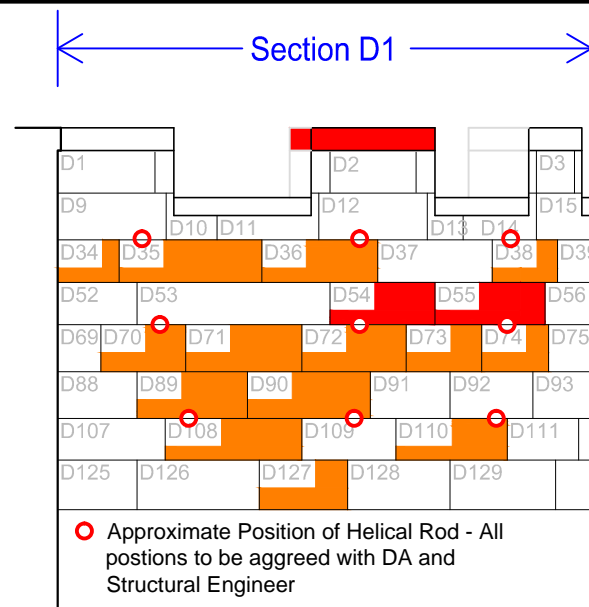 Section D1
D1 D2 D3
D9 D12 D15
D10 D11 D13 D14
D34 D35 D36 D37 D38 D39
D52 D53 D54 D55 D56
D69 D70 D71 D72 D73 D74 D75
D88 D89 D90 D91 D92 D93
D107 D108 D109 D110 D111
D125 D126 D127 D128 D129
Approximate Position of Helical Rod - All
postions to be aggreed with DA and
Structural Engineer